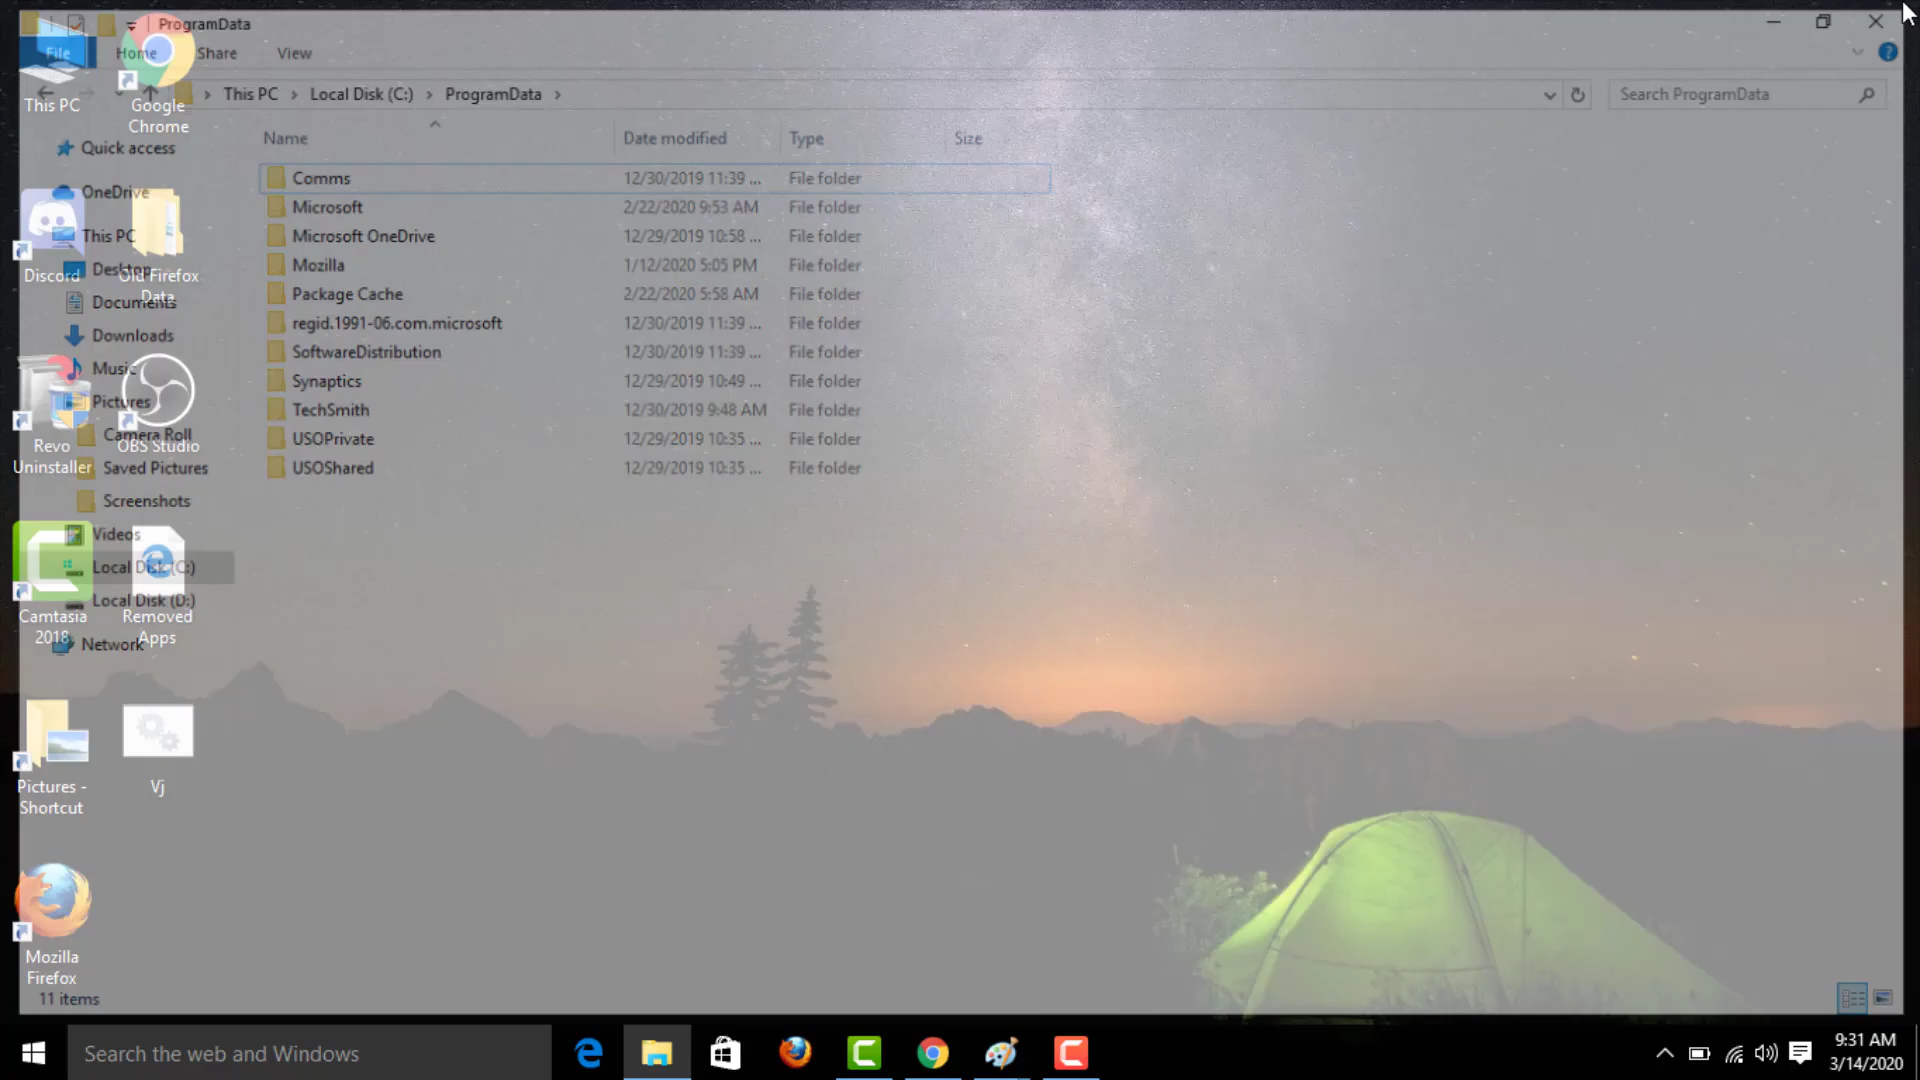 ProgramData
File Home Share View
This PC Local Disk (C:) ProgramData
Search ProgramData
Name Date modified Type Size
Comms 12/30/2019 11:39 ... File folder
Microsoft 2/22/2020 9:53 AM File folder
Microsoft OneDrive 12/29/2019 10:58 ... File folder
Mozilla 1/12/2020 5:05 PM File folder
Package Cache 2/22/2020 5:58 AM File folder
regid.1991-06.com.microsoft 12/30/2019 11:39 ... File folder
SoftwareDistribution 12/30/2019 11:39 ... File folder
Synaptics 12/29/2019 10:49 ... File folder
TechSmith 12/30/2019 9:48 AM File folder
USOPrivate 12/29/2019 10:35 ... File folder
USOShared 12/29/2019 10:35 ... File folder
Quick access
OneDrive
This PC
Desktop
Documents
Downloads
Music
Pictures
Camera Roll
Saved Pictures
Screenshots
Videos
Local Disk (C:)
Local Disk (D:)
Network
11 items
This PC
Google
Chrome
Discord
Old Firefox
Data
Revo
Uninstaller
OBS Studio
Camtasia
2018
Removed
Apps
Pictures -
Shortcut
Vj
Mozilla
Firefox
Search the web and Windows
9:31 AM
3/14/2020